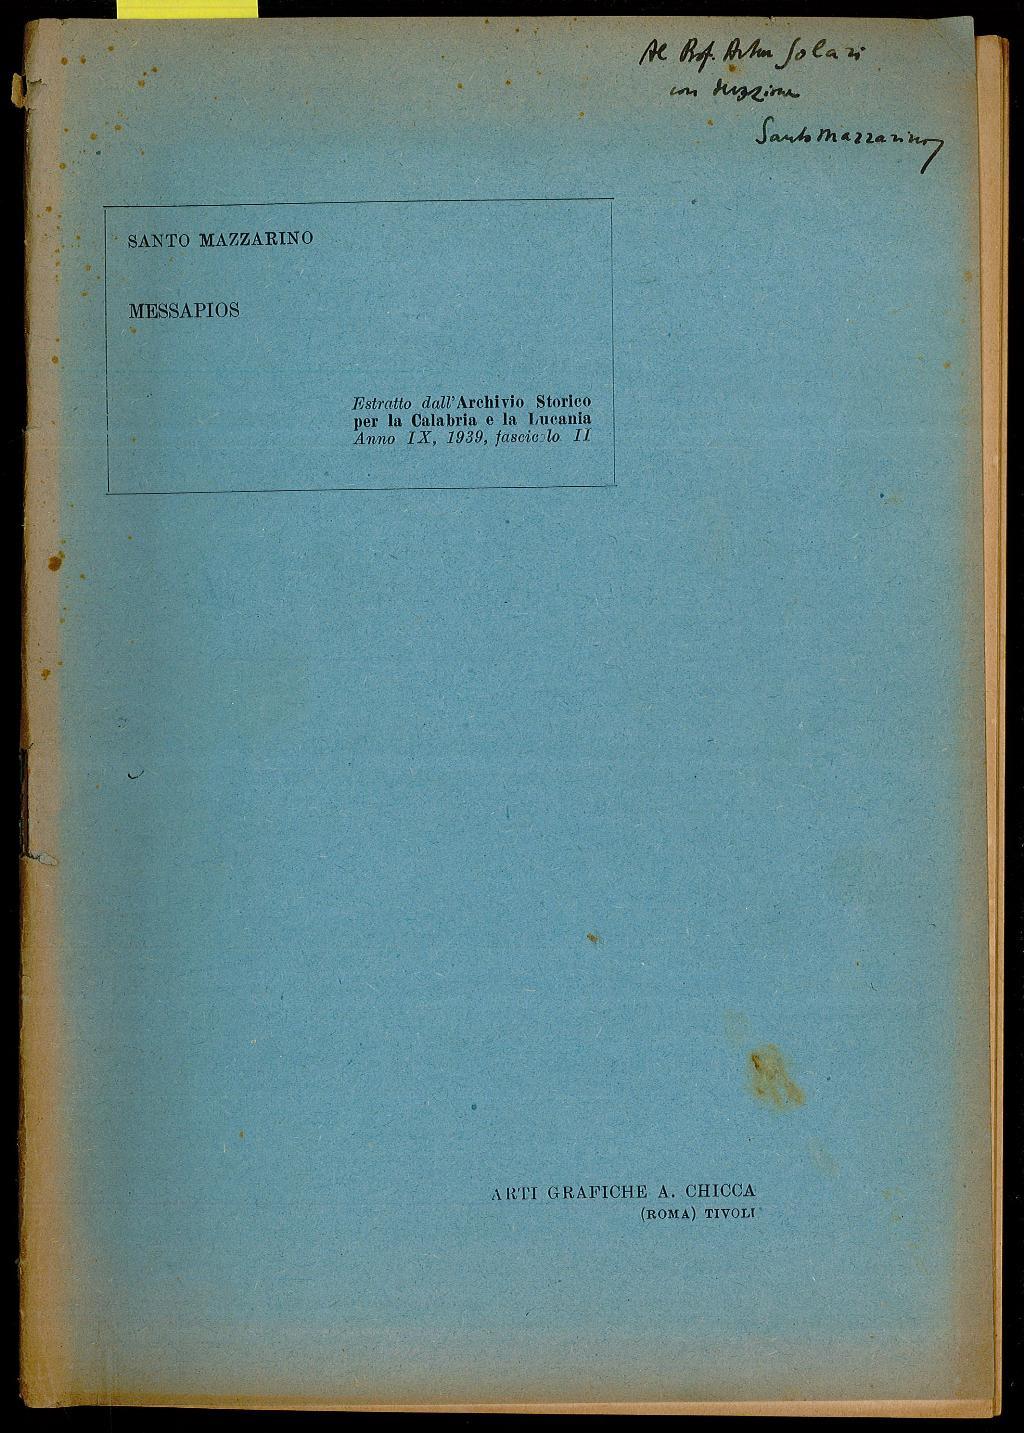 Al Prof. Artur Solari
con devozione
Santo Mazzarino
SANTO MAZZARINO
MESSAPIOS
Estratto dall'Archivio Storico
per la Calabria e la Lucania
Anno IX, 1939, fascicolo II
ARTI GRAFICHE A. CHICCA
(ROMA) TIVOLI